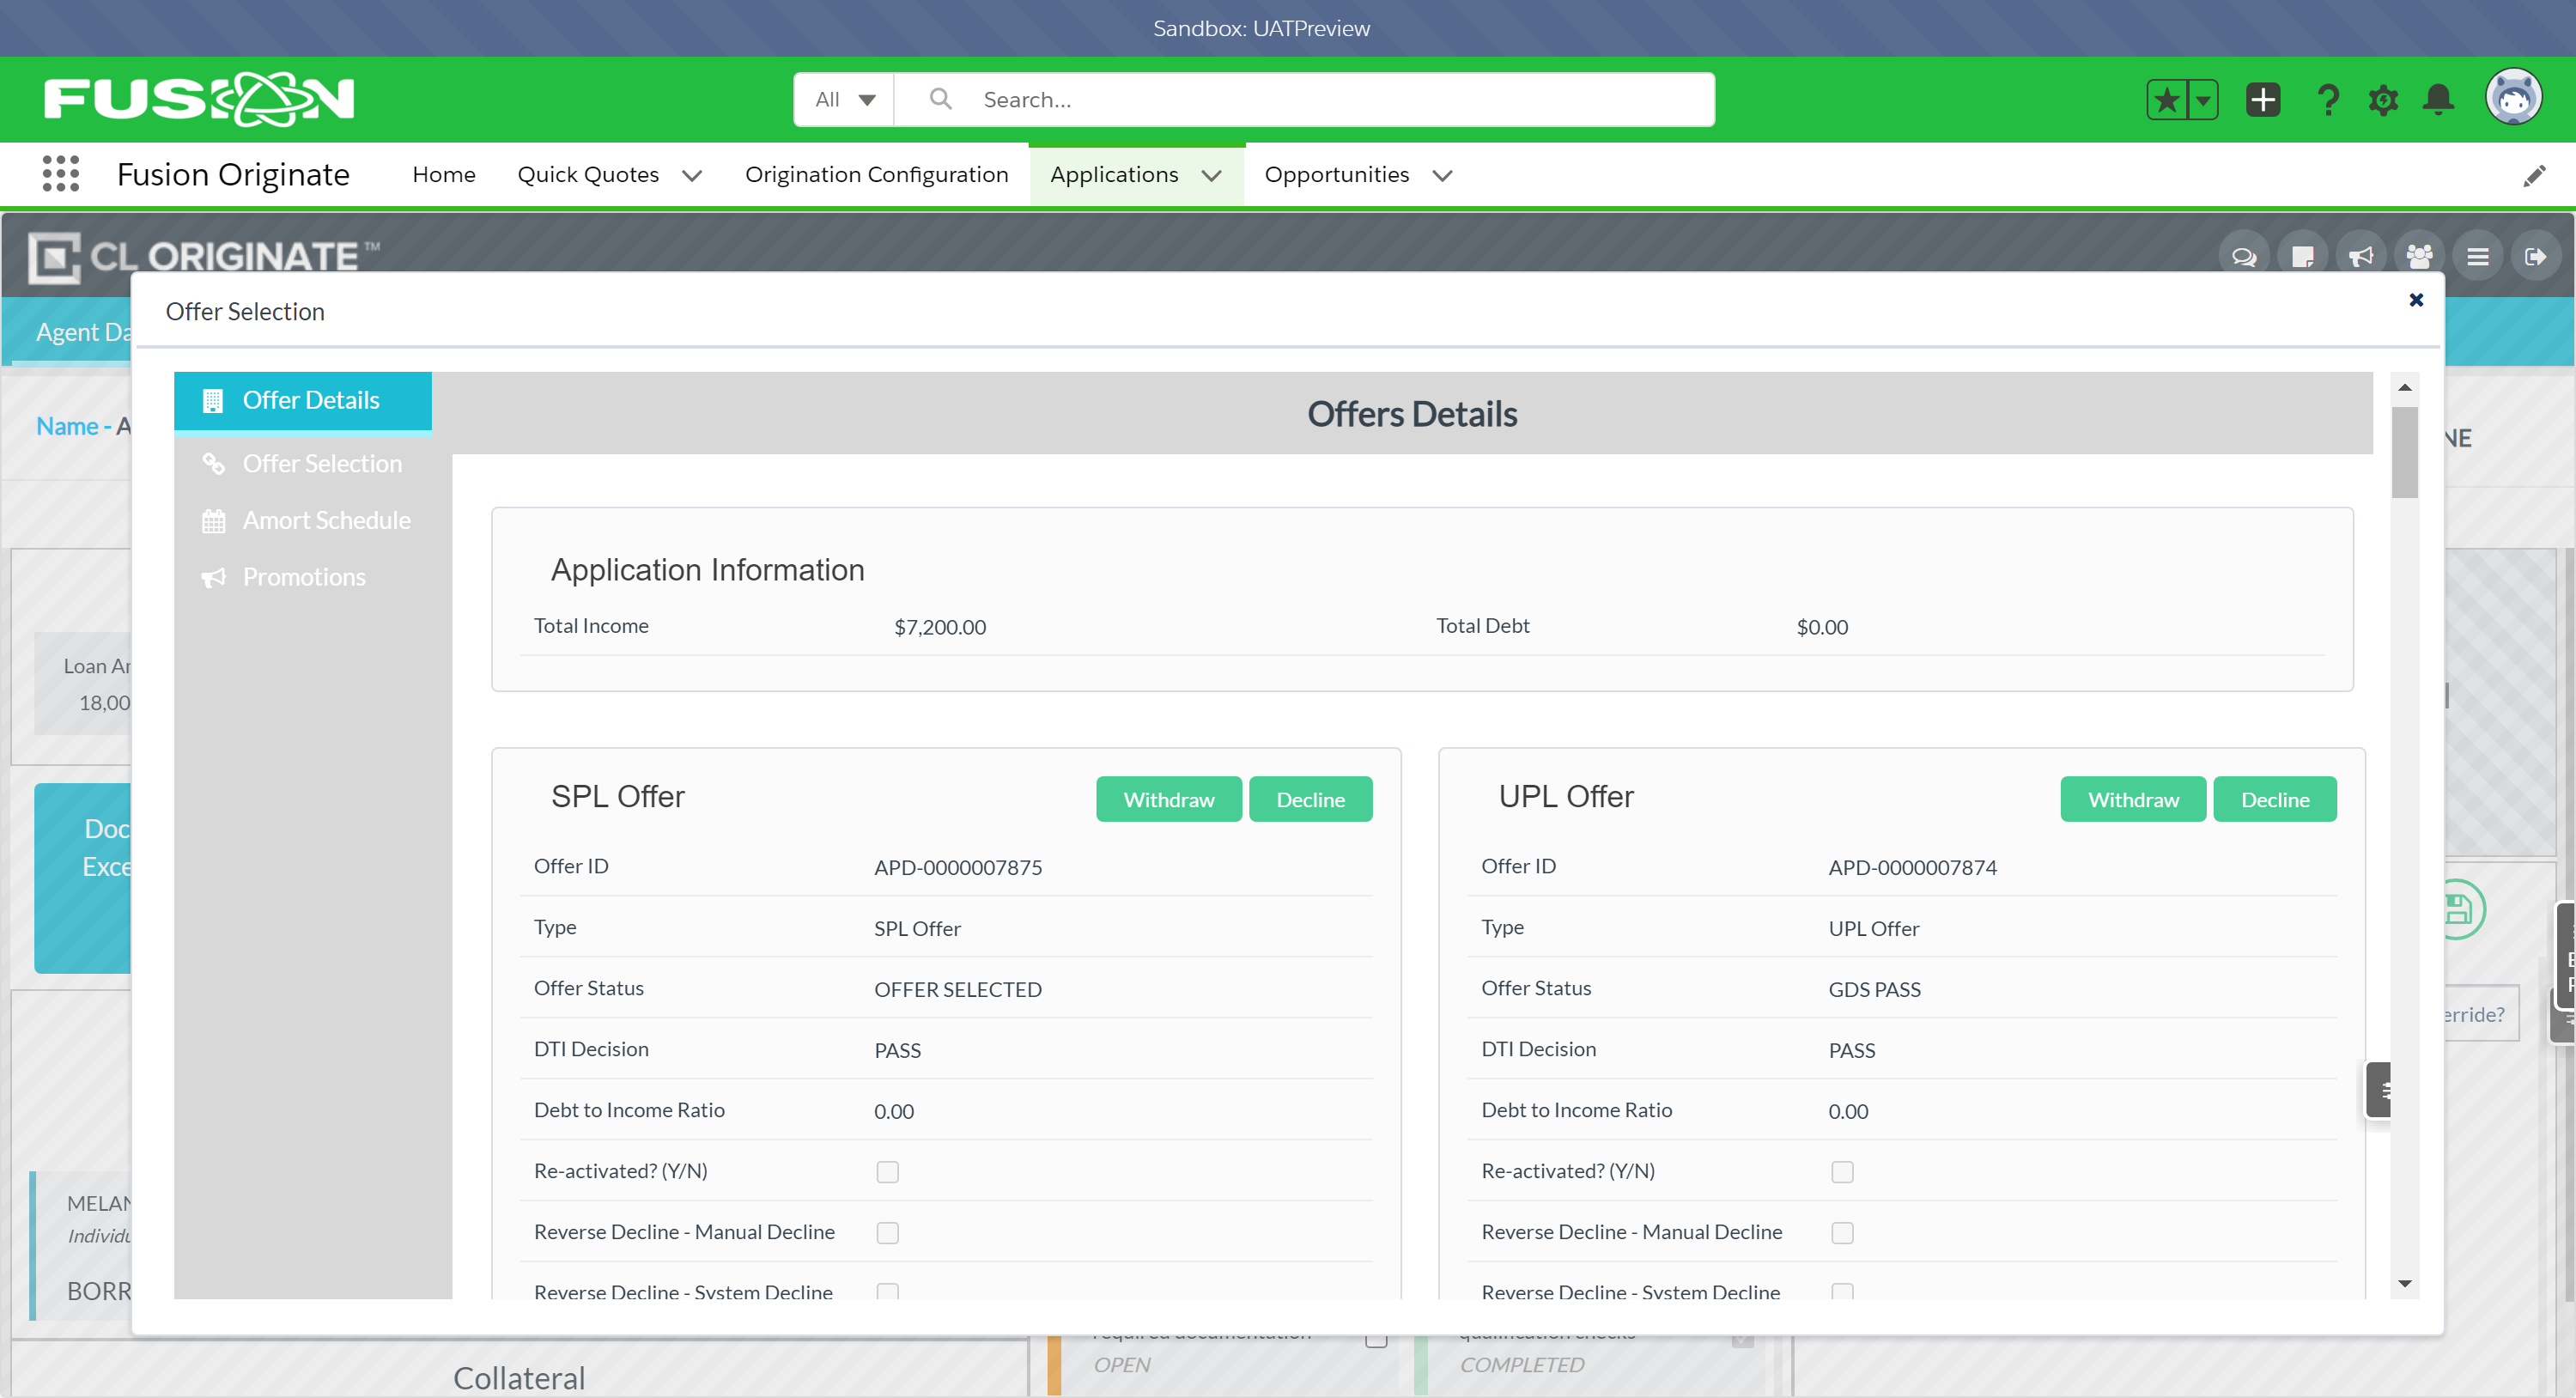 Sandbox: UATPreview
FUSION
All
Search...
Fusion Originate
Home
Quick Quotes
Origination Configuration
Applications
Opportunities
CL ORIGINATE™
Agent Da
Offer Selection
Name - A
NE
Offer Details
Offer Selection
Amort Schedule
Promotions
Offers Details
Application Information
Total Income $7,200.00 Total Debt $0.00
Loan A
18,00
Doc
Exce
SPL Offer
Withdraw Decline
Offer ID APD-0000007875
Type SPL Offer
Offer Status OFFER SELECTED
DTI Decision PASS
Debt to Income Ratio 0.00
Re-activated? (Y/N)
Reverse Decline - Manual Decline
Reverse Decline - System Decline
UPL Offer
Withdraw Decline
Offer ID APD-0000007874
Type UPL Offer
Offer Status GDS PASS
DTI Decision PASS
Debt to Income Ratio 0.00
Re-activated? (Y/N)
Reverse Decline - Manual Decline
Reverse Decline - System Decline
erride?
MELAN
Individu
BORR
required documentation
OPEN
qualification checks
COMPLETED
Collateral